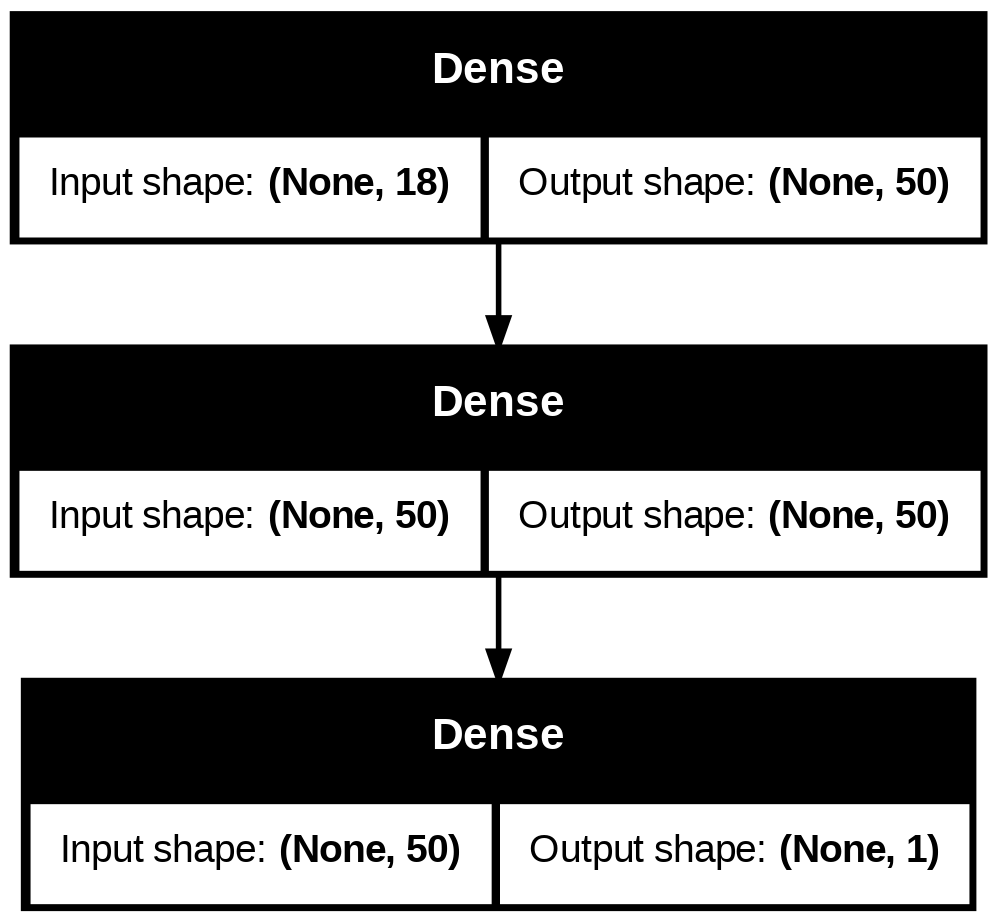 Dense
Input shape: (None, 18) Output shape: (None, 50)
Dense
Input shape: (None, 50) Output shape: (None, 50)
Dense
Input shape: (None, 50) Output shape: (None, 1)